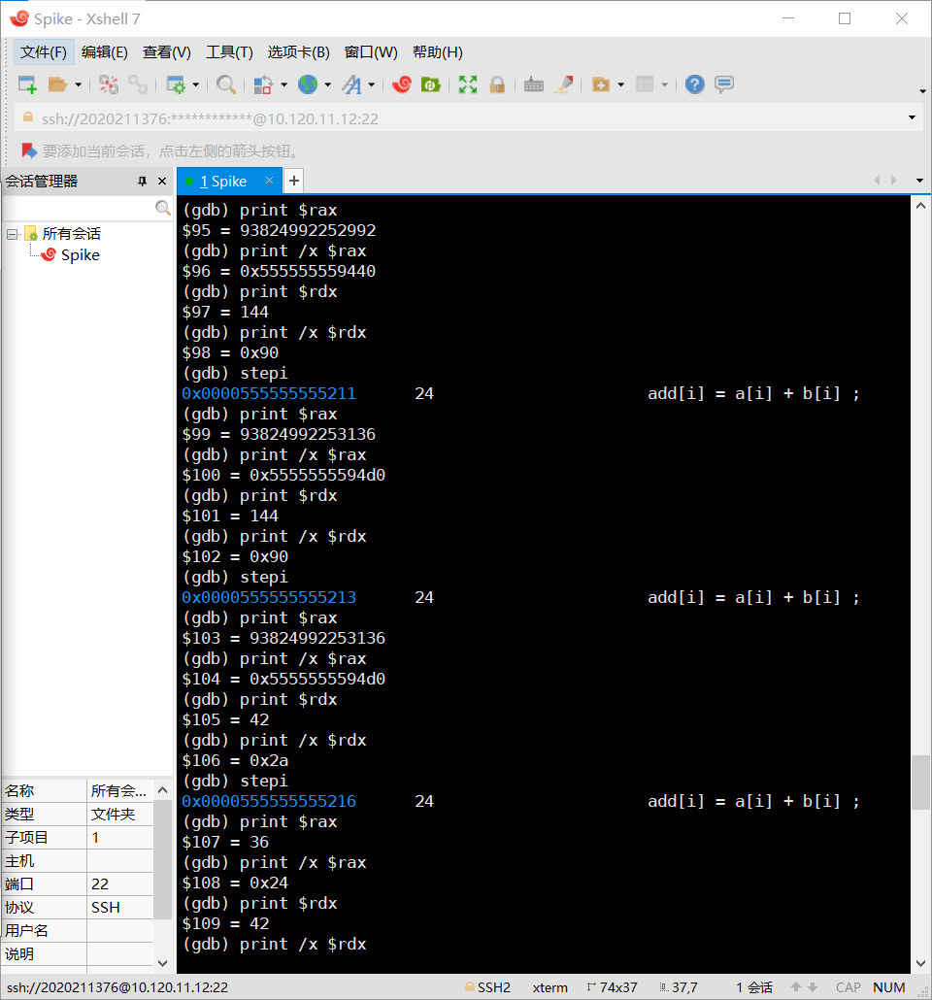 Spike - Xshell 7
文件(F) 编辑(E) 查看(V) 工具(T) 选项卡(B) 窗口(W) 帮助(H)
ssh://2020211376:************@10.120.11.12:22
要添加当前会话，点击左侧的箭头按钮。
会话管理器
1 Spike
所有会话
Spike
(gdb) print $rax
$95 = 93824992252992
(gdb) print /x $rax
$96 = 0x555555559440
(gdb) print $rdx
$97 = 144
(gdb) print /x $rdx
$98 = 0x90
(gdb) stepi
0x0000555555555211 24 add[i] = a[i] + b[i] ;
(gdb) print $rax
$99 = 93824992253136
(gdb) print /x $rax
$100 = 0x5555555594d0
(gdb) print $rdx
$101 = 144
(gdb) print /x $rdx
$102 = 0x90
(gdb) stepi
0x0000555555555213 24 add[i] = a[i] + b[i] ;
(gdb) print $rax
$103 = 93824992253136
(gdb) print /x $rax
$104 = 0x5555555594d0
(gdb) print $rdx
$105 = 42
(gdb) print /x $rdx
$106 = 0x2a
(gdb) stepi
0x0000555555555216 24 add[i] = a[i] + b[i] ;
(gdb) print $rax
$107 = 36
(gdb) print /x $rax
$108 = 0x24
(gdb) print $rdx
$109 = 42
(gdb) print /x $rdx
名称 所有会...
类型 文件夹
子项目 1
主机
端口 22
协议 SSH
用户名
说明
ssh://2020211376@10.120.11.12:22 SSH2 xterm 74x37 37,7 1 会话 CAP NUM